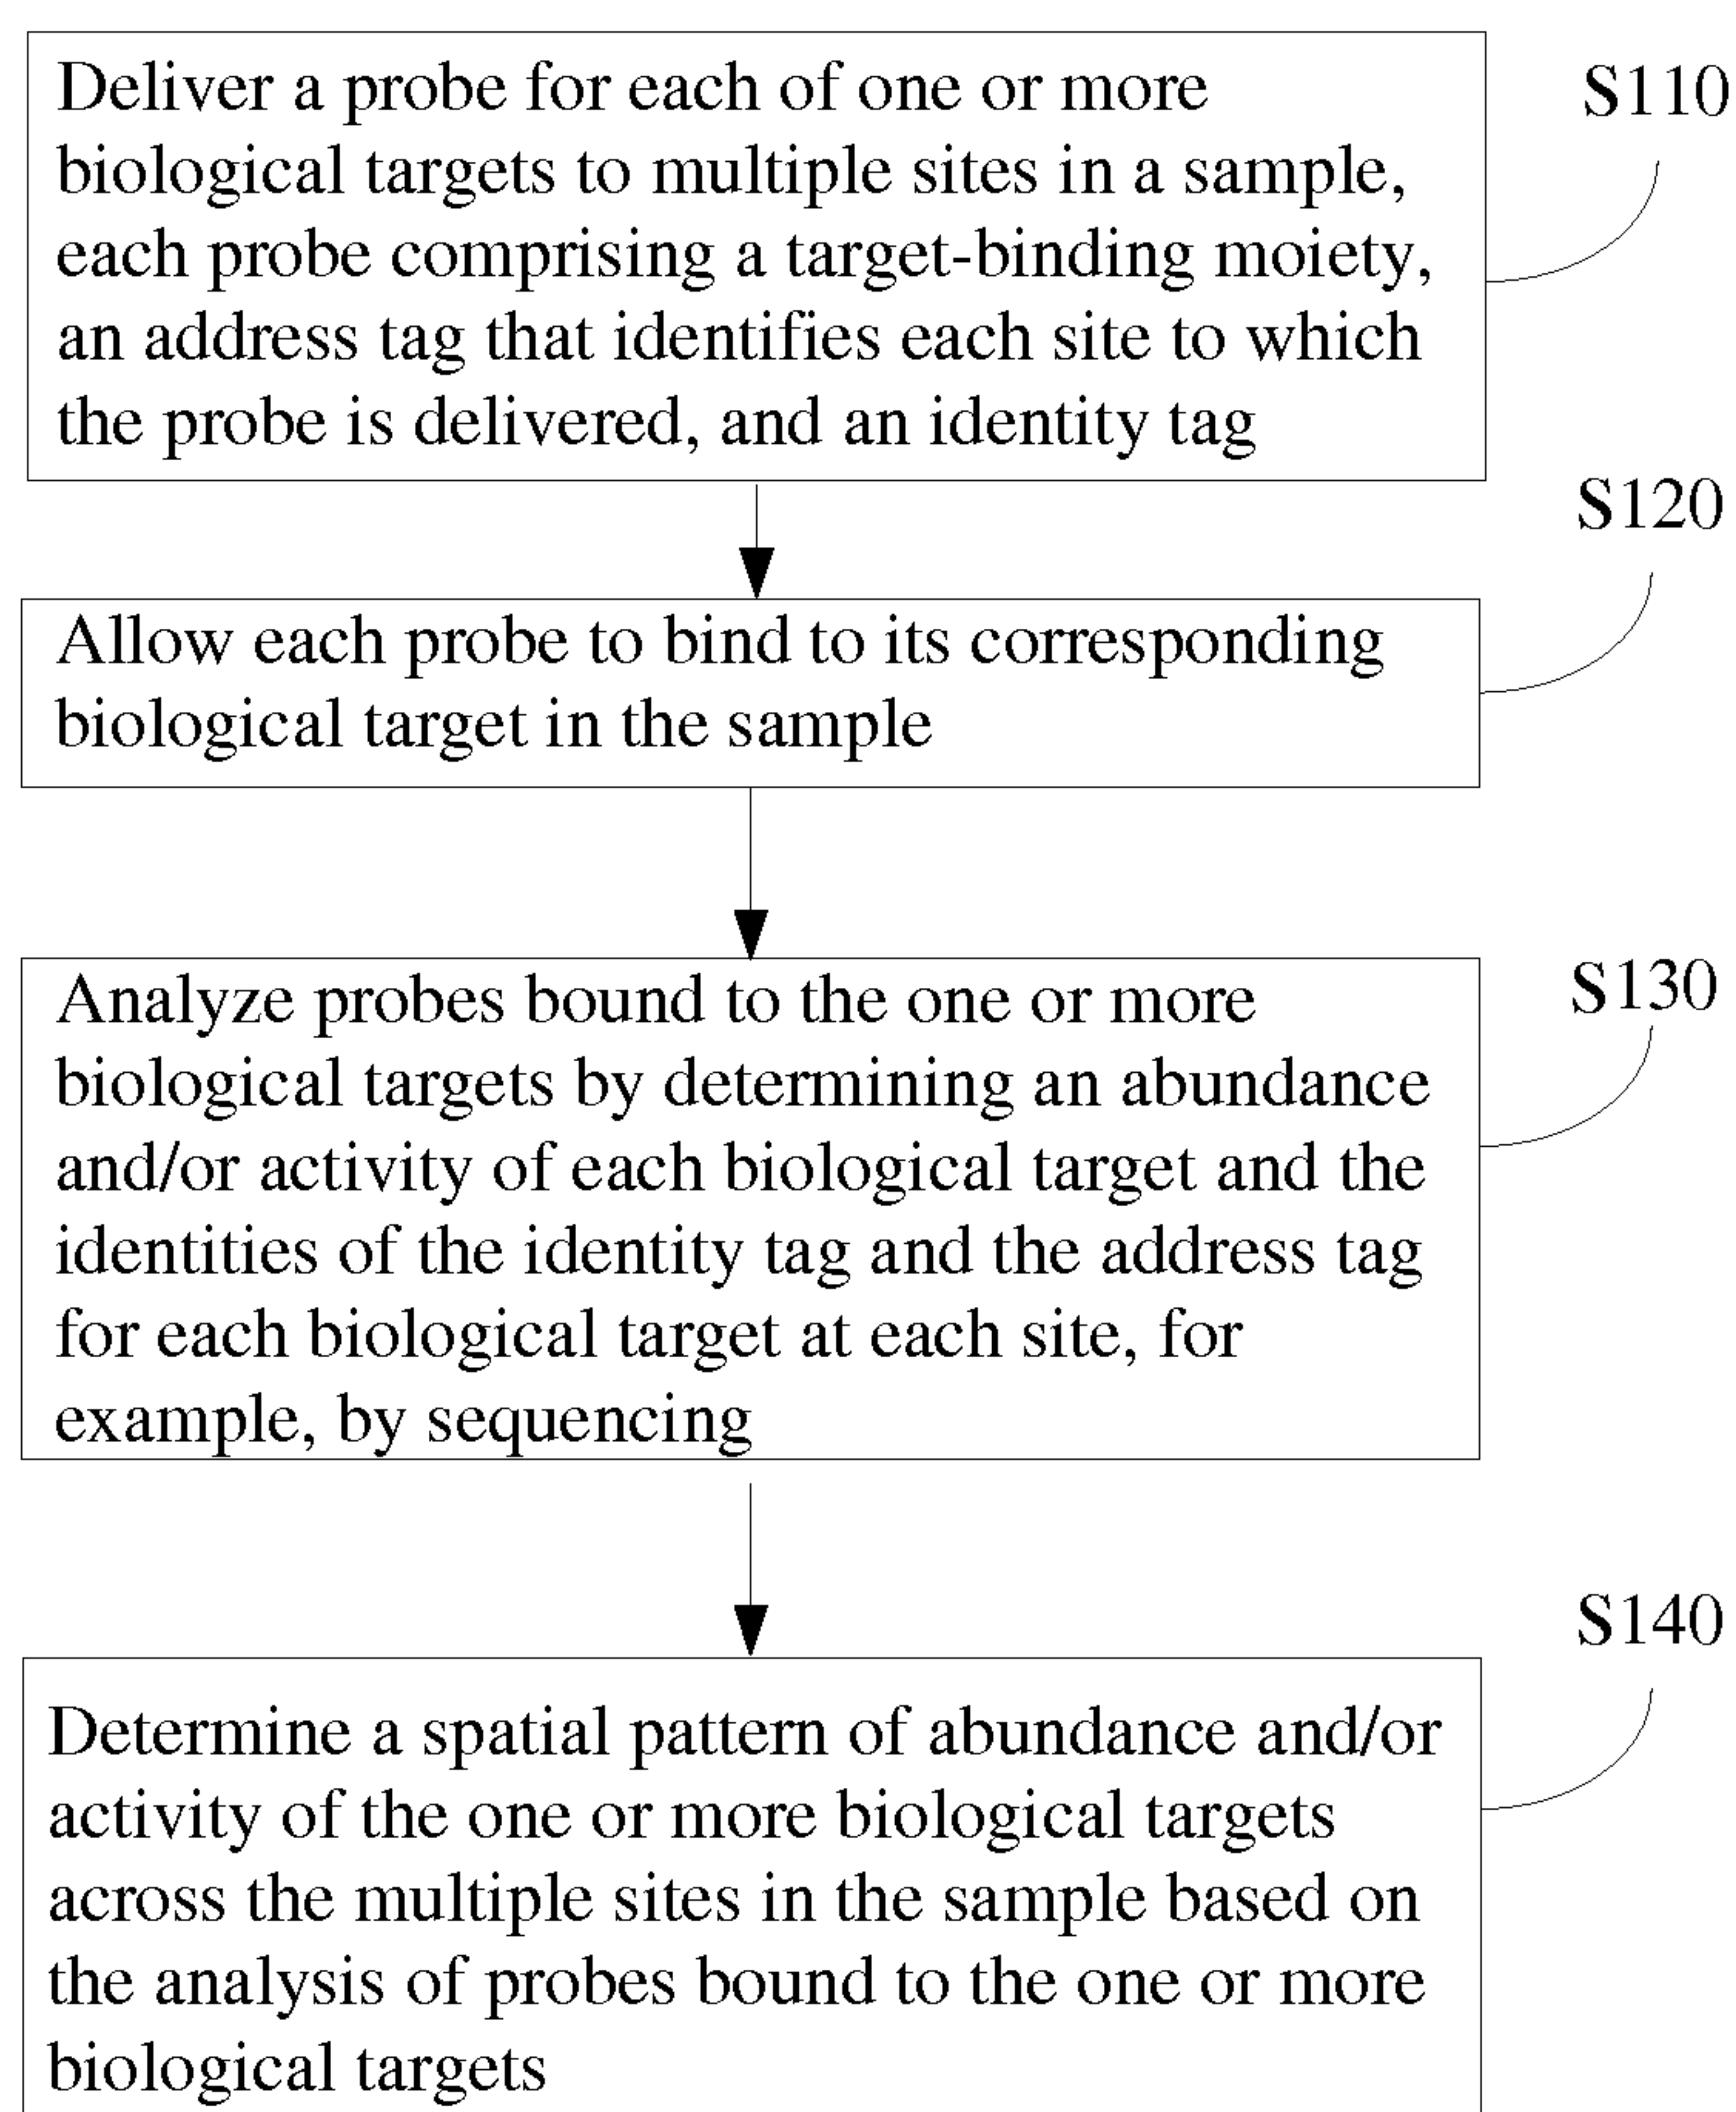 Deliver a probe for each of one or more
biological targets to multiple sites in a sample,
each probe comprising a target-binding moiety,
an address tag that identifies each site to which
the probe is delivered, and an identity tag
S110
Allow each probe to bind to its corresponding
biological target in the sample
S120
Analyze probes bound to the one or more
biological targets by determining an abundance
and/or activity of each biological target and the
identities of the identity tag and the address tag
for each biological target at each site, for
example, by sequencing
S130
Determine a spatial pattern of abundance and/or
activity of the one or more biological targets
across the multiple sites in the sample based on
the analysis of probes bound to the one or more
biological targets
S140